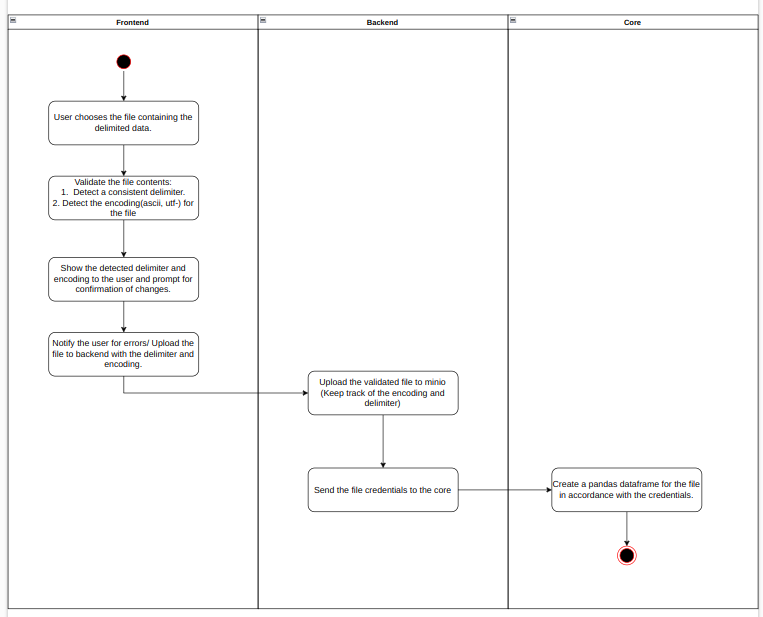 Frontend
Backend
Core
User chooses the file containing the
delimited data.
Validate the file contents:
1. Detect a consistent delimiter.
2. Detect the encoding(ascii, utf-) for
the file
Show the detected delimiter and
encoding to the user and prompt for
confirmation of changes.
Notify the user for errors/ Upload the
file to backend with the delimiter and
encoding.
Upload the validated file to minio
(Keep track of the encoding and
delimiter)
Send the file credentials to the core
Create a pandas dataframe for the file
in accordance with the credentials.